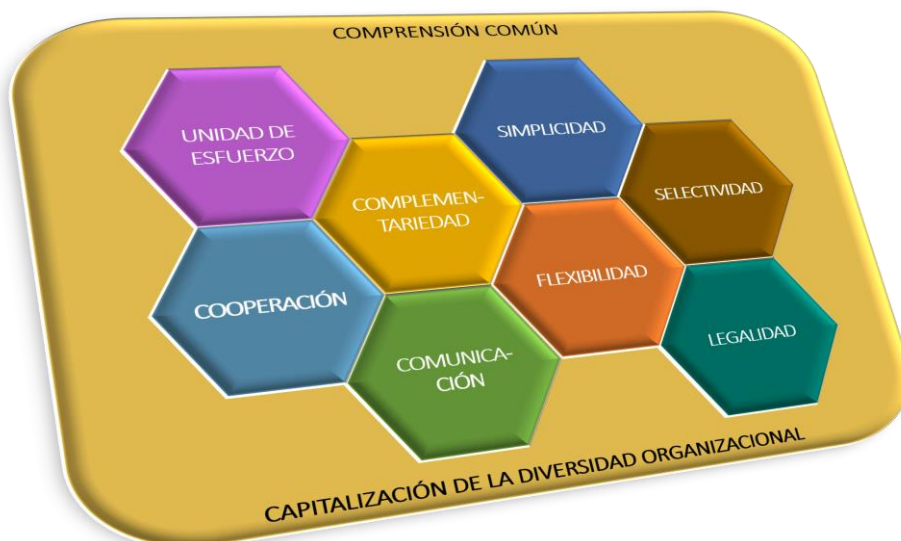 COMPRENSIÓN COMÚN
UNIDAD DE
ESFUERZO
SIMPLICIDAD
COMPLEMEN-
TARIEDAD
SELECTIVIDAD
COOPERACIÓN
FLEXIBILIDAD
COMUNICA-
CIÓN
LEGALIDAD
CAPITALIZACIÓN DE LA DIVERSIDAD ORGANIZACIONAL